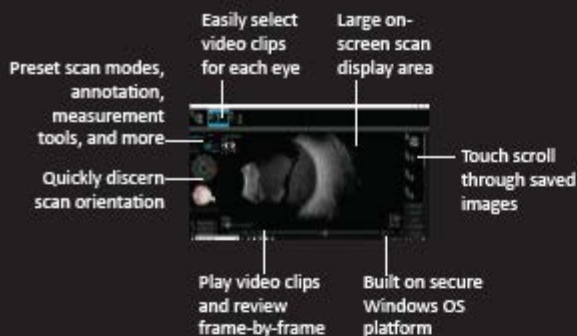 Easily select
video clips
for each eye
Large on-
screen scan
display area
Preset scan modes,
annotation,
measurement
tools, and more
Quickly discern
scan orientation
Touch scroll
through saved
images
Play video clips
and review
frame-by-frame
Built on secure
Windows OS
platform